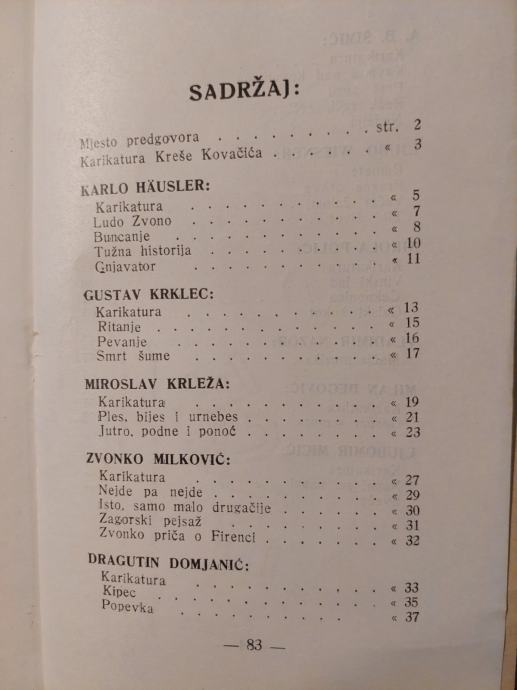 SADRŽAJ:
Mjesto predgovora . . . . . . . . str. 2
Karikatura Kreše Kovačića . . . . . « 3
KARLO HÄUSLER:
Karikatura . . . . . . . . . « 5
Ludo Zvono . . . . . . . . . « 7
Buncanje . . . . . . . . . « 8
Tužna historija . . . . . . . . « 10
Gnjavator . . . . . . . . . « 11
GUSTAV KRKLEC:
Karikatura . . . . . . . . . « 13
Ritanje . . . . . . . . . . « 15
Pevanje . . . . . . . . . « 16
Smrt šume . . . . . . . . « 17
MIROSLAV KRLEŽA:
Karikatura . . . . . . . . . « 19
Ples, bijes i urnebes . . . . . . . « 21
Jutro, podne i ponoć . . . . . . . « 23
ZVONKO MILKOVIĆ:
Karikatura . . . . . . . . . « 27
Nejde pa nejde . . . . . . . . « 29
Isto, samo malo drugačije . . . . . « 30
Zagorski pejsaž . . . . . . . « 31
Zvonko priča o Firenci . . . . . . « 32
DRAGUTIN DOMJANIĆ:
Karikatura . . . . . . . . « 33
Kipec . . . . . . . . . . « 35
Popevka . . . . . . . . . « 37
— 83 —